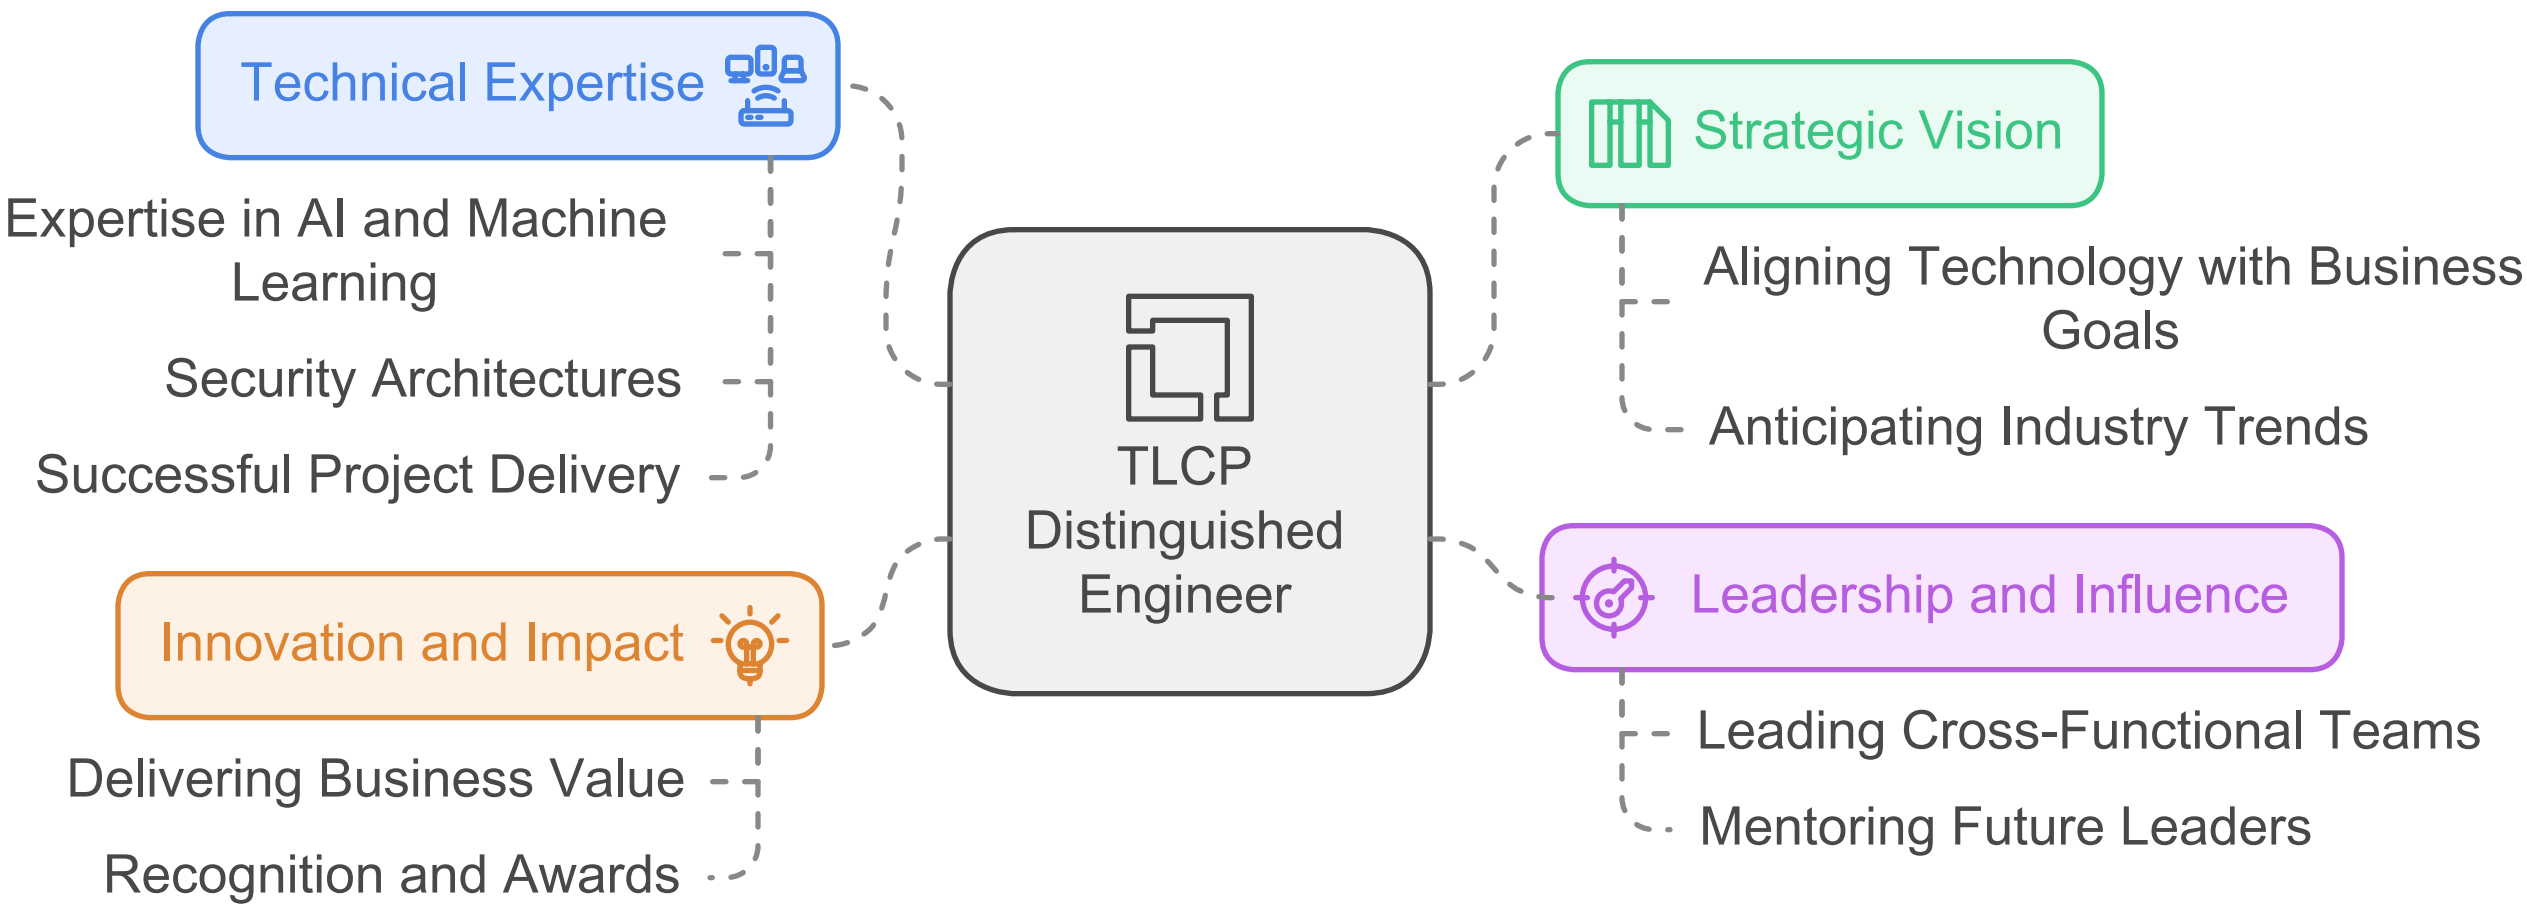 Technical Expertise
Expertise in AI and Machine
Learning
Security Architectures
Successful Project Delivery
Innovation and Impact
Delivering Business Value
Recognition and Awards
TLCP
Distinguished
Engineer
Strategic Vision
Aligning Technology with Business
Goals
Anticipating Industry Trends
Leadership and Influence
Leading Cross-Functional Teams
Mentoring Future Leaders